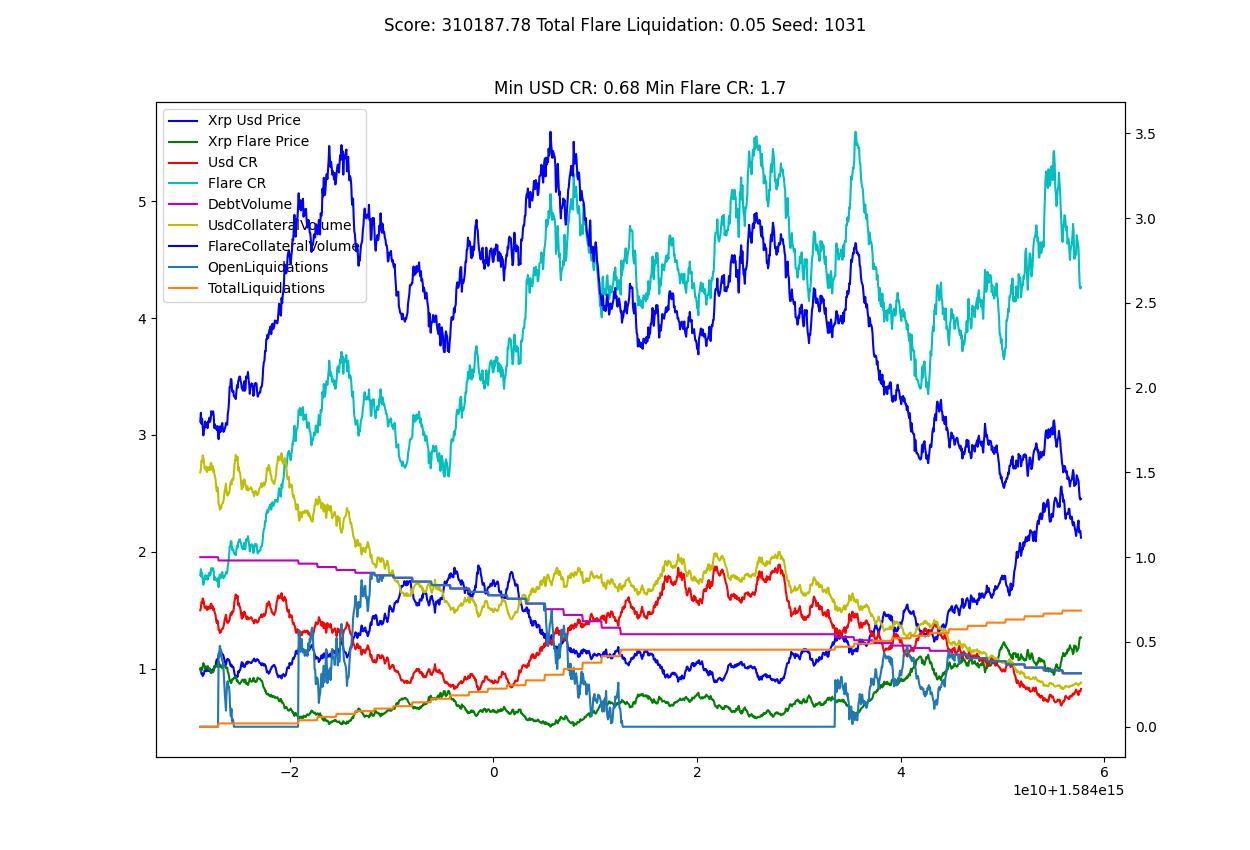 Score: 310187.78 Total Flare Liquidation: 0.05 Seed: 1031
Min USD CR: 0.68 Min Flare CR: 1.7
Xrp Usd Price
Xrp Flare Price
Usd CR
Flare CR
DebtVolume
UsdCollateralVolume
FlareCollateralVolume
OpenLiquidations
TotalLiquidations
5
4
3
2
1
3.5
3.0
2.5
2.0
1.5
1.0
0.5
0.0
−2 0 2 4 6
1e10+1.584e15